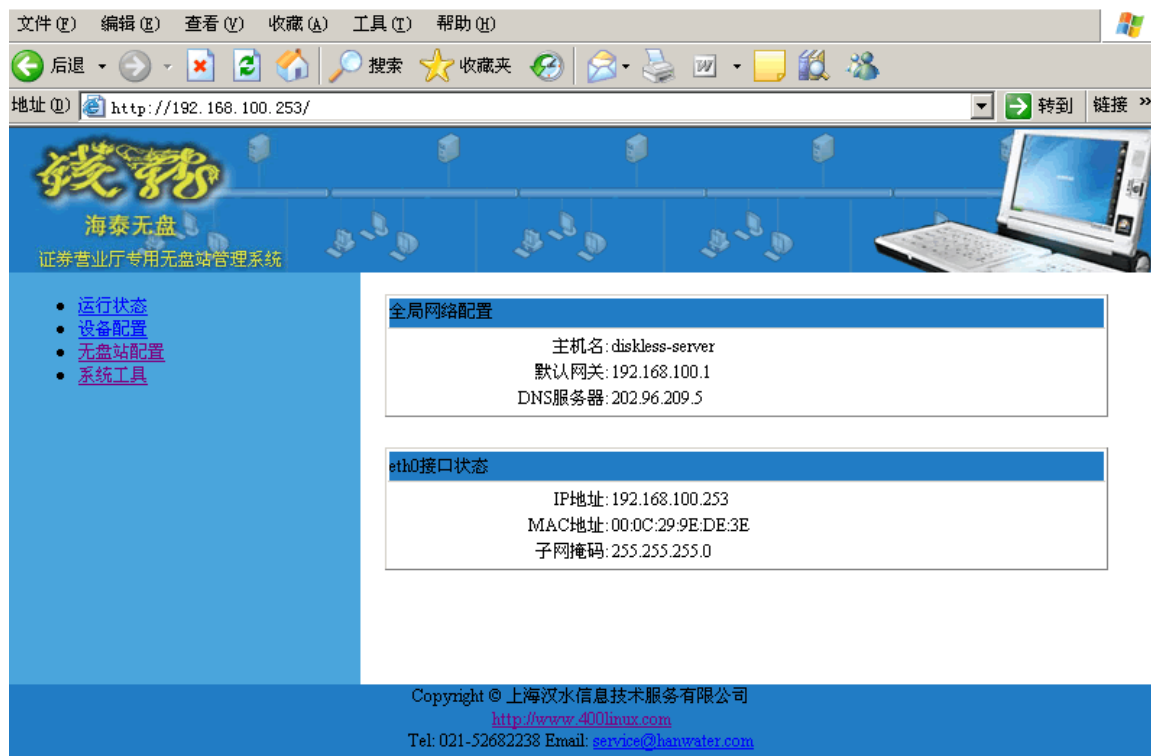 文件(F) 编辑(E) 查看(V) 收藏(A) 工具(T) 帮助(H)
后退 搜索 收藏夹
地址(D) http://192.168.100.253/ 转到 链接 »
海泰无盘
证券营业厅专用无盘站管理系统
运行状态
设备配置
无盘站配置
系统工具
全局网络配置
主机名: diskless-server
默认网关: 192.168.100.1
DNS服务器: 202.96.209.5
eth0接口状态
IP地址: 192.168.100.253
MAC地址: 00:0C:29:9E:DE:3E
子网掩码: 255.255.255.0
Copyright © 上海汉水信息技术服务有限公司
http://www.400linux.com
Tel: 021-52682238 Email: service@hanwater.com